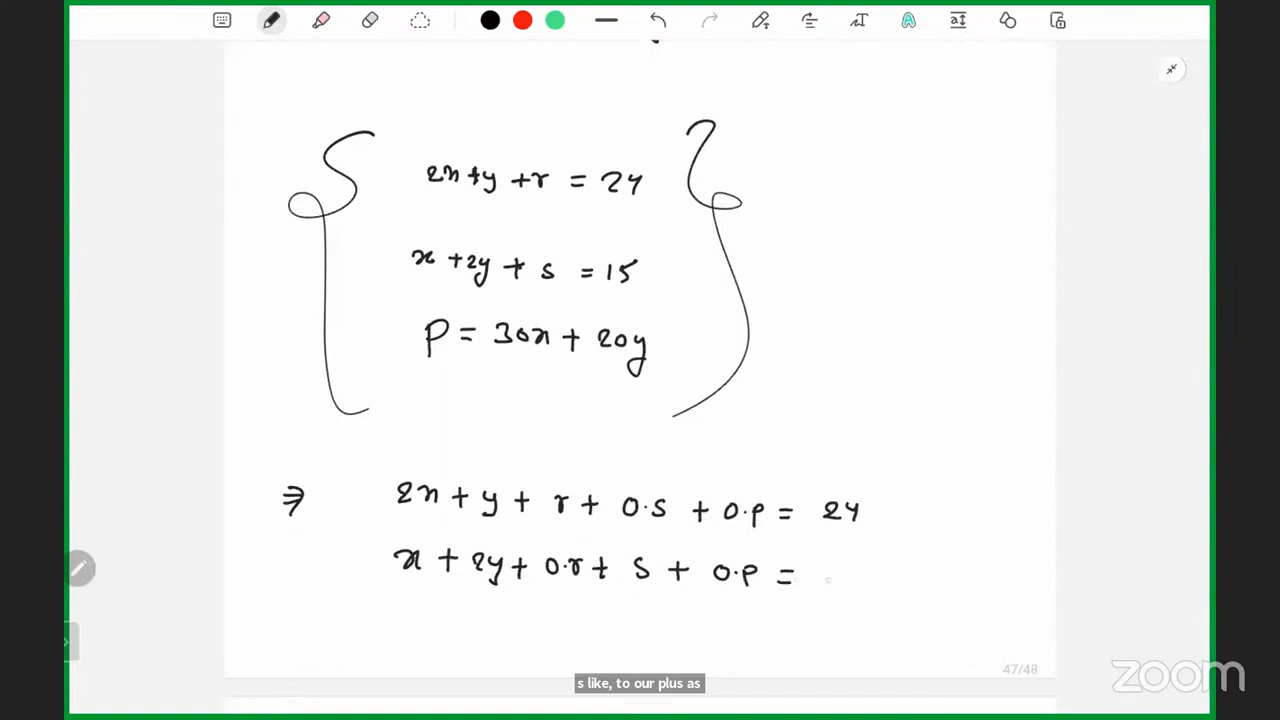 2x + y + r = 24
x + 2y + s = 15
P = 30x + 20y
⇒ 2x + y + r + 0.s + 0.p = 24
x + 2y + 0.r + s + 0.p =
47/48
s like, to our plus as
zoom